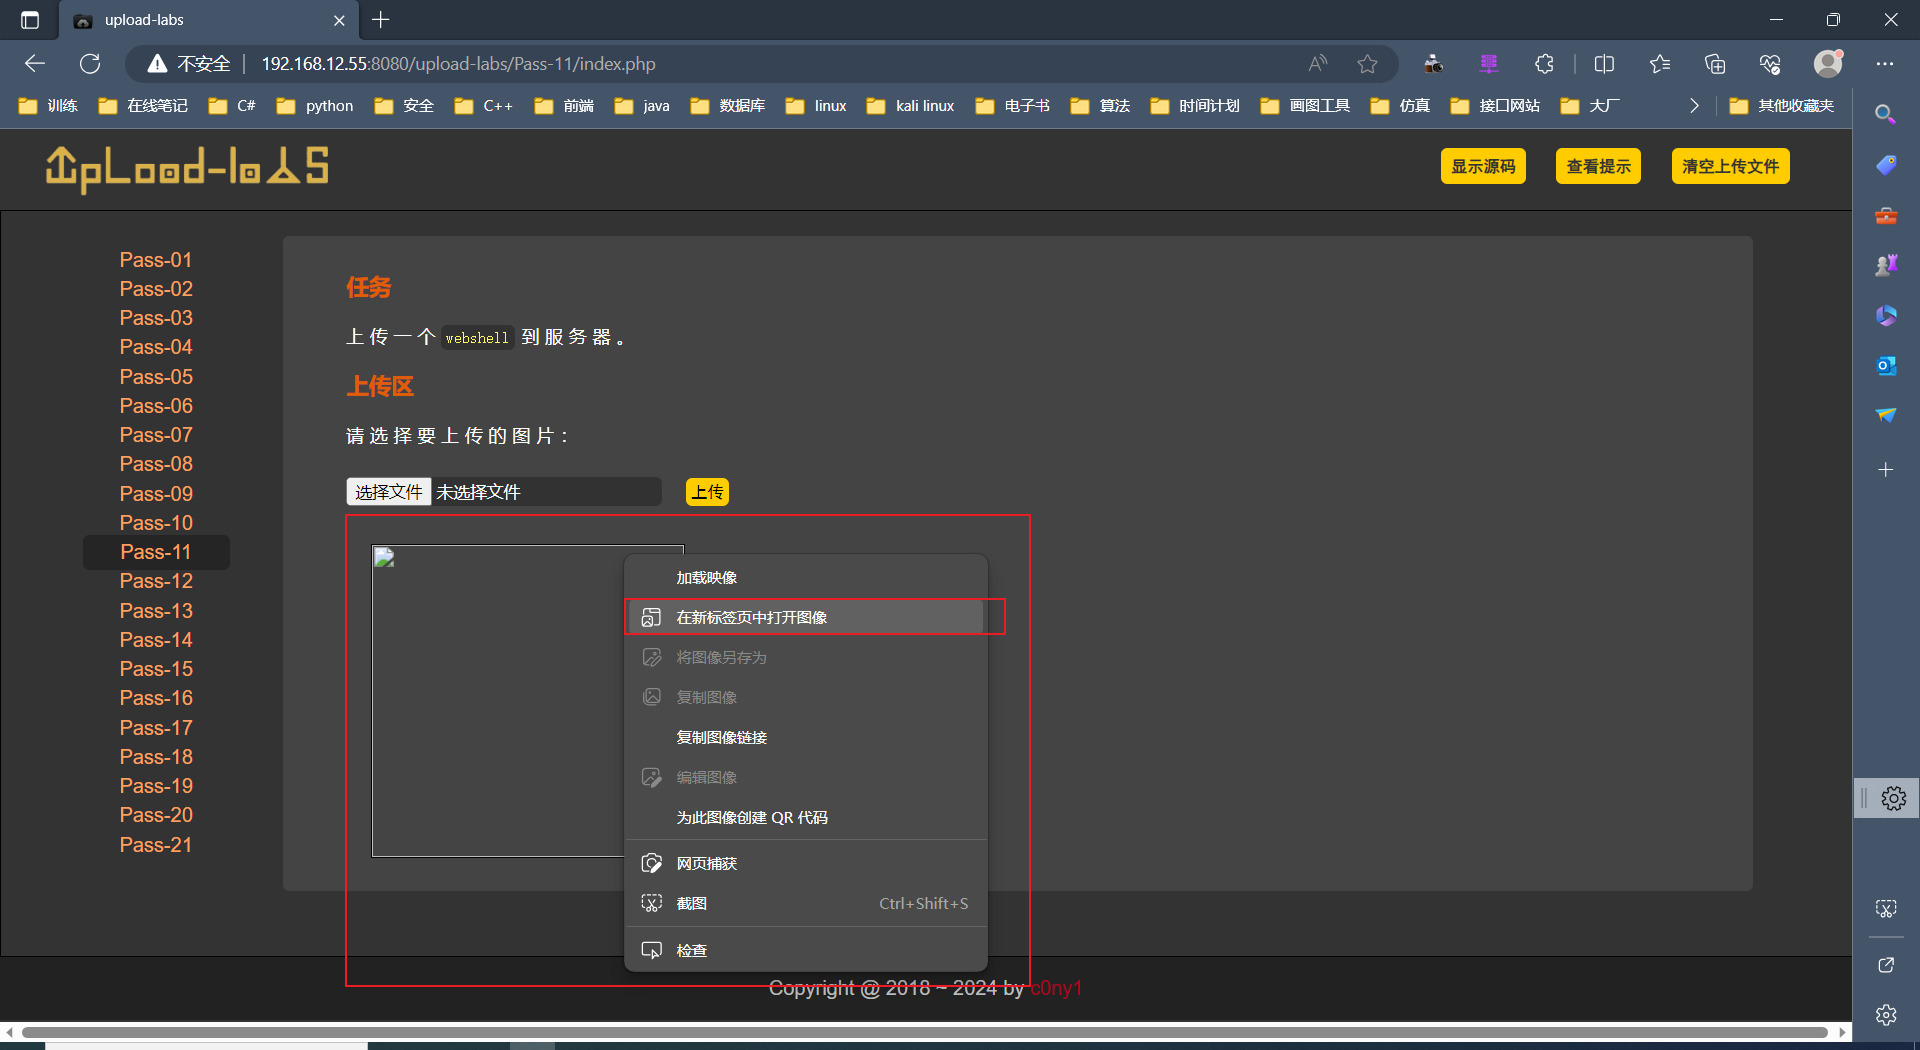 upload-labs
不安全 192.168.12.55:8080/upload-labs/Pass-11/index.php
训练 在线笔记 C# python 安全 C++ 前端 java 数据库 linux kali linux 电子书 算法 时间计划 画图工具 仿真 接口网站 大厂 其他收藏夹
UpLoad-labs 显示源码 查看提示 清空上传文件
Pass-01
Pass-02
Pass-03
Pass-04
Pass-05
Pass-06
Pass-07
Pass-08
Pass-09
Pass-10
Pass-11
Pass-12
Pass-13
Pass-14
Pass-15
Pass-16
Pass-17
Pass-18
Pass-19
Pass-20
Pass-21
任务
上传一个 webshell 到服务器。
上传区
请选择要上传的图片：
选择文件 未选择文件 上传
加载映像
在新标签页中打开图像
将图像另存为
复制图像
复制图像链接
编辑图像
为此图像创建 QR 代码
网页捕获
截图 Ctrl+Shift+S
检查
Copyright @ 2018 ~ 2024 by c0ny1